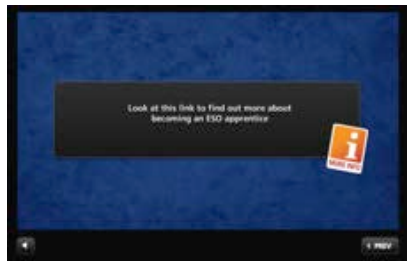 Look at this link to find out more about
becoming an ESO apprentice
MORE INFO
PREV